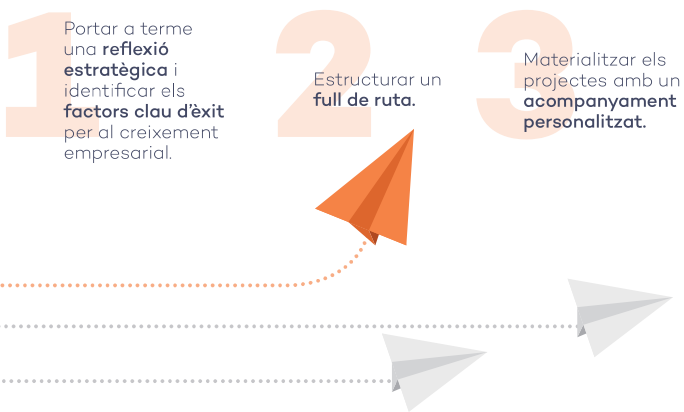 1
Portar a terme
una reflexió
estratègica i
identificar els
factors clau d'èxit
per al creixement
empresarial.
2
Estructurar un
full de ruta.
3
Materialitzar els
projectes amb un
acompanyament
personalitzat.